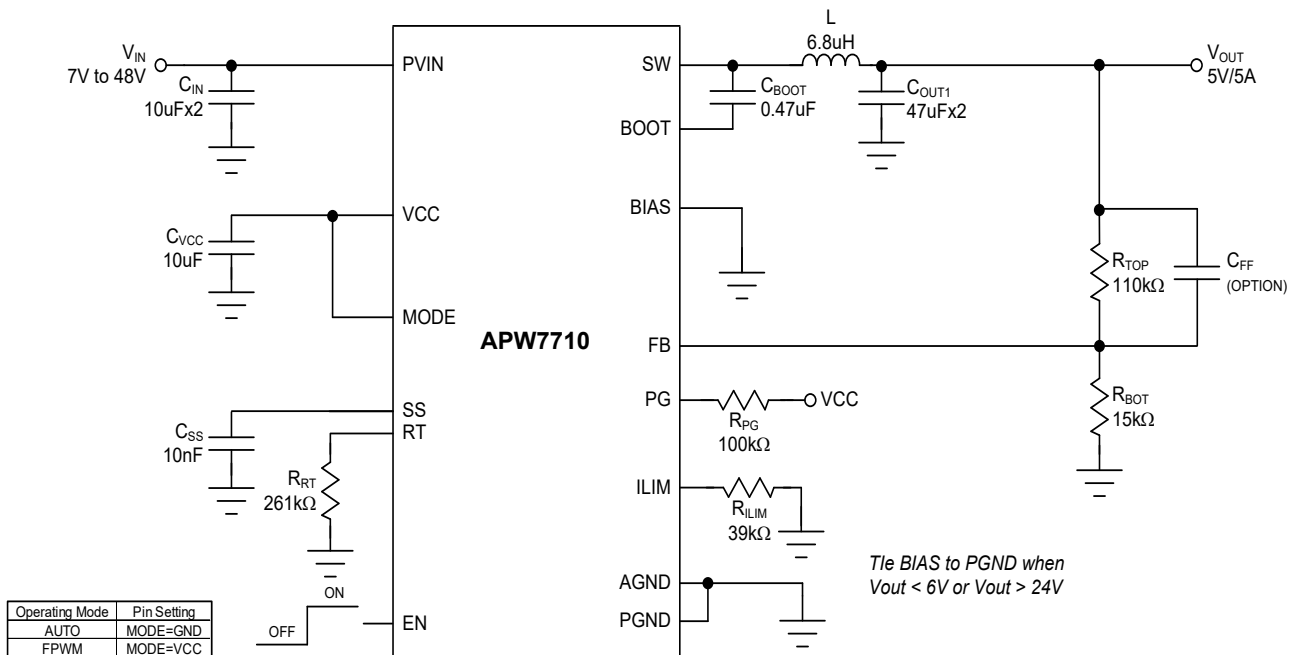 L
6.8uH
VIN
7V to 48V
CIN
10uFx2
PVIN
SW
CBOOT
0.47uF
BOOT
COUT1
47uFx2
VOUT
5V/5A
VCC
CVCC
10uF
MODE
BIAS
APW7710
RTOP
110kΩ
CFF
(OPTION)
FB
SS
RT
CSS
10nF
RRT
261kΩ
PG
RPG
100kΩ
VCC
RBOT
15kΩ
ILIM
RILIM
39kΩ
TIe BIAS to PGND when
Vout < 6V or Vout > 24V
AGND
PGND
ON
OFF
EN
Operating Mode Pin Setting
AUTO MODE=GND
FPWM MODE=VCC